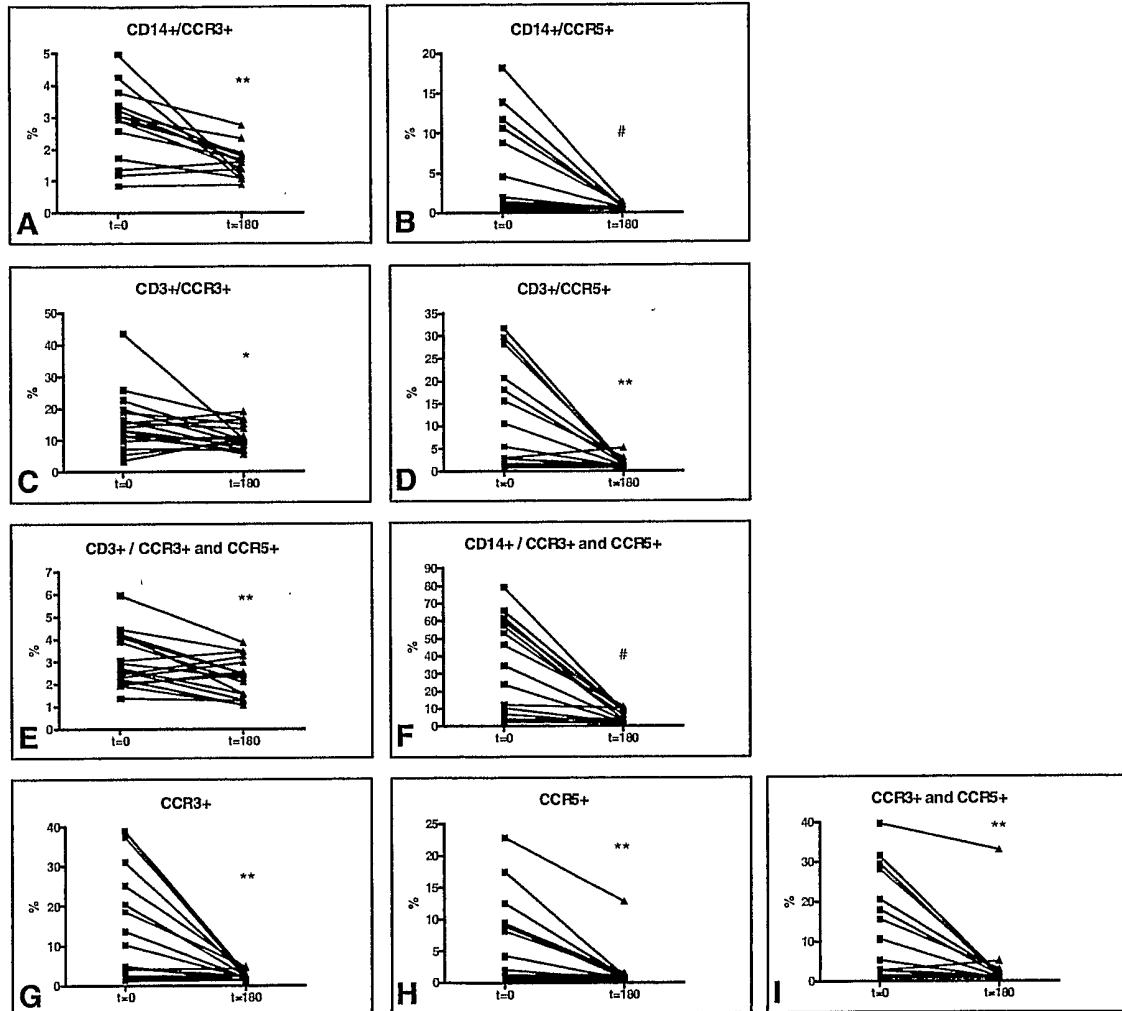 CD14+/CCR3+
5
4
3
2
1
0
%
**
t=0
t=180
A
CD14+/CCR5+
20
15
10
5
0
%
#
t=0
t=180
B
CD3+/CCR3+
50
40
30
20
10
0
%
*
t=0
t=180
C
CD3+/CCR5+
35
30
25
20
15
10
5
0
%
**
t=0
t=180
D
CD3+ / CCR3+ and CCR5+
7
6
5
4
3
2
1
0
%
**
t=0
t=180
E
CD14+ / CCR3+ and CCR5+
90
80
70
60
50
40
30
20
10
0
%
#
t=0
t=180
F
CCR3+
40
30
20
10
0
%
**
t=0
t=180
G
CCR5+
25
20
15
10
5
0
%
**
t=0
t=180
H
CCR3+ and CCR5+
40
30
20
10
0
%
**
t=0
t=180
I